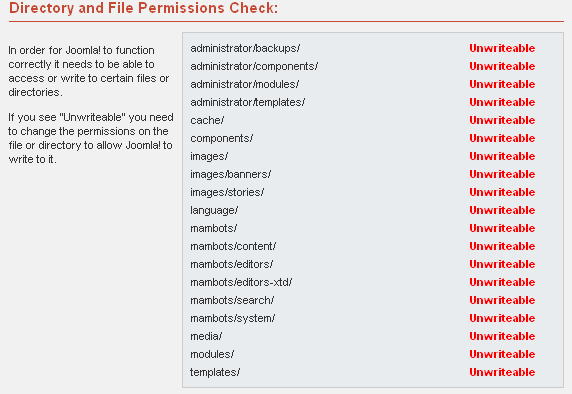 Directory and File Permissions Check:
In order for Joomla! to function
correctly it needs to be able to
access or write to certain files or
directories.
If you see "Unwriteable" you need
to change the permissions on the
file or directory to allow Joomla! to
write to it.
administrator/backups/ Unwriteable
administrator/components/ Unwriteable
administrator/modules/ Unwriteable
administrator/templates/ Unwriteable
cache/ Unwriteable
components/ Unwriteable
images/ Unwriteable
images/banners/ Unwriteable
images/stories/ Unwriteable
language/ Unwriteable
mambots/ Unwriteable
mambots/content/ Unwriteable
mambots/editors/ Unwriteable
mambots/editors-xtd/ Unwriteable
mambots/search/ Unwriteable
mambots/system/ Unwriteable
media/ Unwriteable
modules/ Unwriteable
templates/ Unwriteable